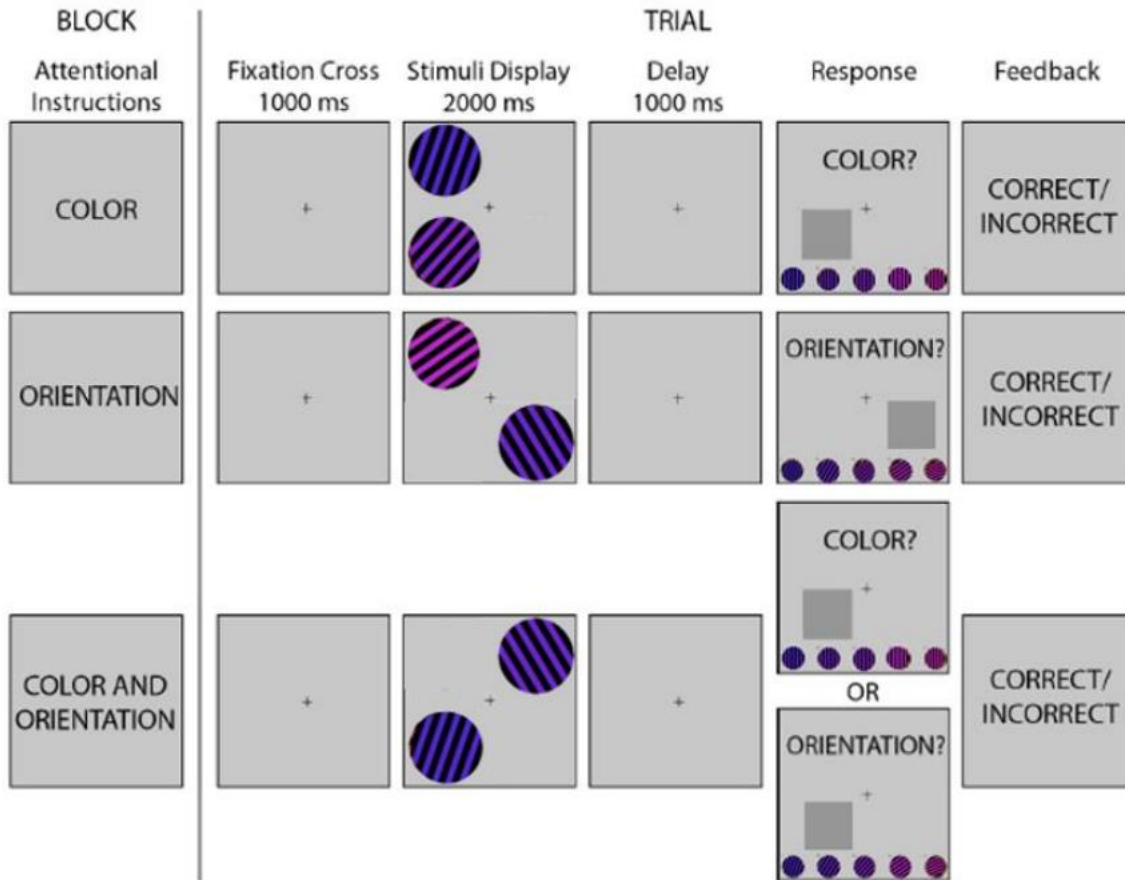 BLOCK
TRIAL
Attentional
Instructions
Fixation Cross
1000 ms
Stimuli Display
2000 ms
Delay
1000 ms
Response
Feedback
COLOR
COLOR?
CORRECT/
INCORRECT
ORIENTATION
ORIENTATION?
CORRECT/
INCORRECT
COLOR AND
ORIENTATION
COLOR?
OR
ORIENTATION?
CORRECT/
INCORRECT